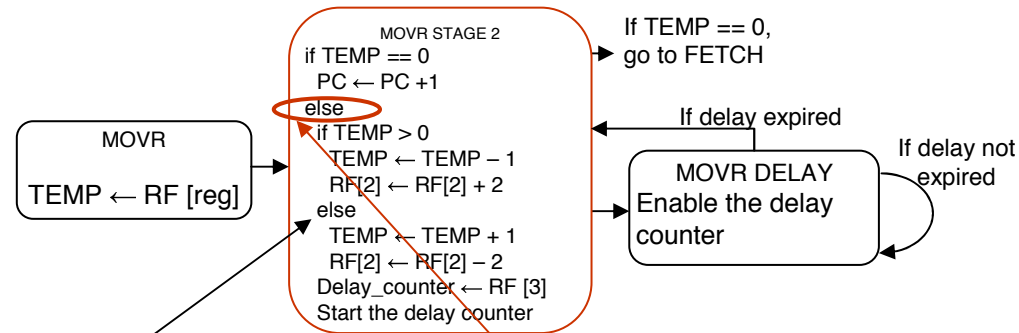 MOVR
TEMP ← RF [reg]
MOVR STAGE 2
if TEMP == 0
PC ← PC +1
else
if TEMP > 0
TEMP ← TEMP – 1
RF[2] ← RF[2] + 2
else
TEMP ← TEMP + 1
RF[2] ← RF[2] – 2
Delay_counter ← RF [3]
Start the delay counter
If TEMP == 0,
go to FETCH
If delay expired
MOVR DELAY
Enable the delay
counter
If delay not
expired